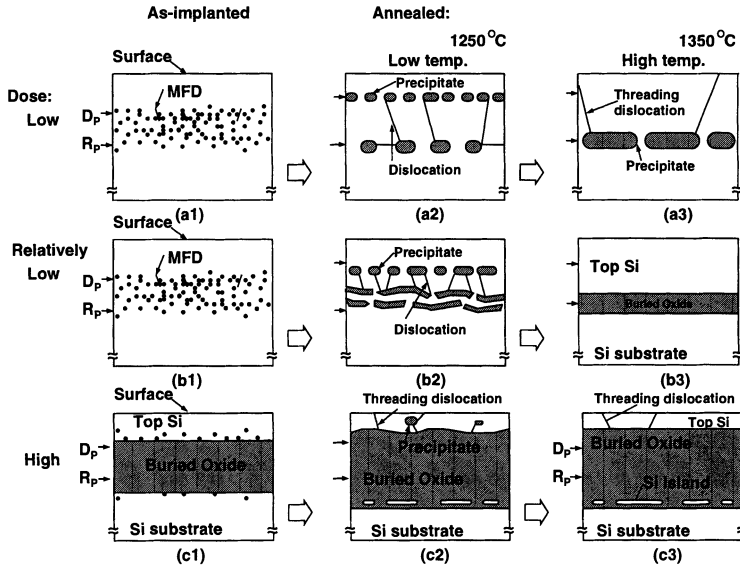 As-implanted
Annealed:
1250°C
1350°C
Low temp.
High temp.
Surface
MFD
Precipitate
Threading
dislocation
Dose:
Low
DP
RP
Dislocation
Precipitate
(a1)
(a2)
(a3)
Surface
Relatively
Low
MFD
Precipitate
DP
RP
Top Si
Buried Oxide
Dislocation
Si substrate
(b1)
(b2)
(b3)
Surface
Threading dislocation
Threading dislocation
Top Si
Top Si
High
DP
RP
Buried Oxide
Precipitate
Buried Oxide
DP
RP
Buried Oxide
Si Island
Si substrate
Si substrate
Si substrate
(c1)
(c2)
(c3)